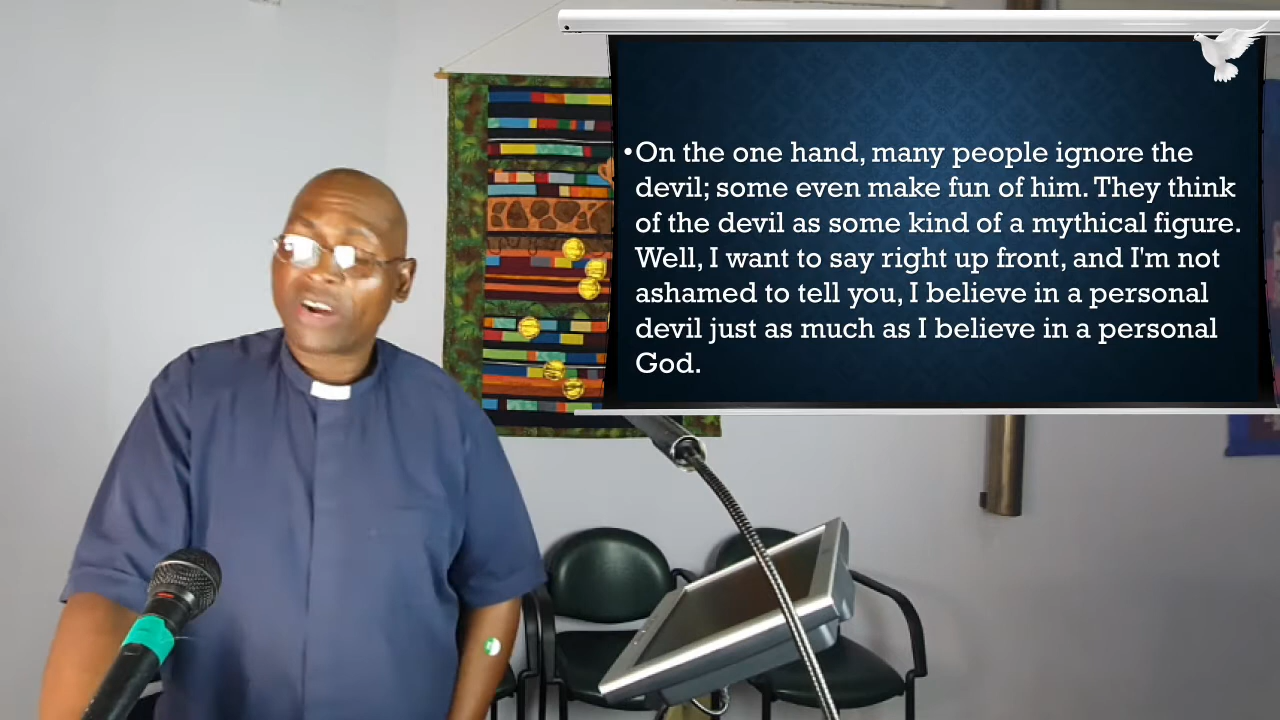 •On the one hand, many people ignore the
devil; some even make fun of him. They think
of the devil as some kind of a mythical figure.
Well, I want to say right up front, and I'm not
ashamed to tell you, I believe in a personal
devil just as much as I believe in a personal
God.